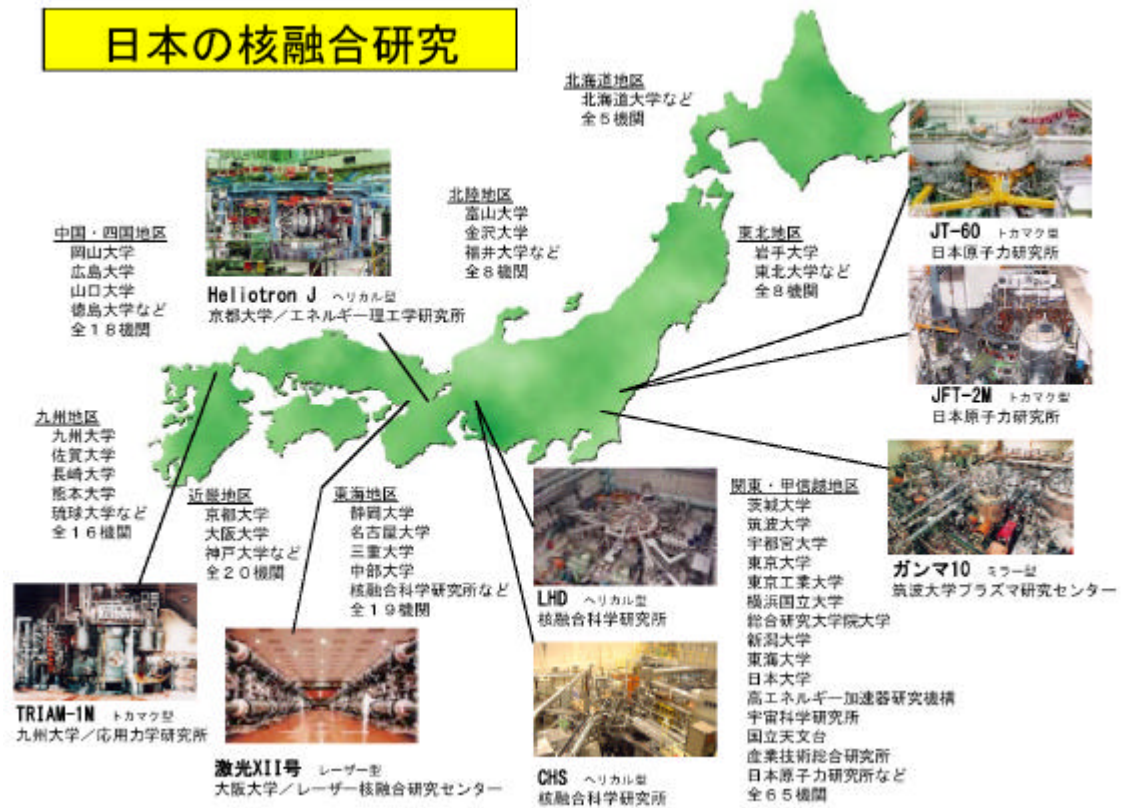 日本の核融合研究
北海道地区
北海道大学など
全５機関
北陸地区
富山大学
金沢大学
福井大学など
全８機関
東北地区
岩手大学
東北大学など
全８機関
中国・四国地区
岡山大学
広島大学
山口大学
徳島大学など
全１８機関
Heliotron J ヘリカル型
京都大学／エネルギー理工学研究所
JT-60 トカマク型
日本原子力研究所
JFT-2M トカマク型
日本原子力研究所
九州地区
九州大学
佐賀大学
長崎大学
熊本大学
琉球大学など
全１６機関
近畿地区
京都大学
大阪大学
神戸大学など
全２０機関
東海地区
静岡大学
名古屋大学
三重大学
中部大学
核融合科学研究所など
全１９機関
LHD ヘリカル型
核融合科学研究所
関東・甲信越地区
茨城大学
筑波大学
宇都宮大学
東京大学
東京工業大学
横浜国立大学
総合研究大学院大学
新潟大学
東海大学
日本大学
高エネルギー加速器研究機構
宇宙科学研究所
国立天文台
産業技術総合研究所
日本原子力研究所など
全６５機関
ガンマ10 ミラー型
筑波大学プラズマ研究センター
TRIAM-1M トカマク型
九州大学／応用力学研究所
激光XII号 レーザー型
大阪大学／レーザー核融合研究センター
CHS ヘリカル型
核融合科学研究所